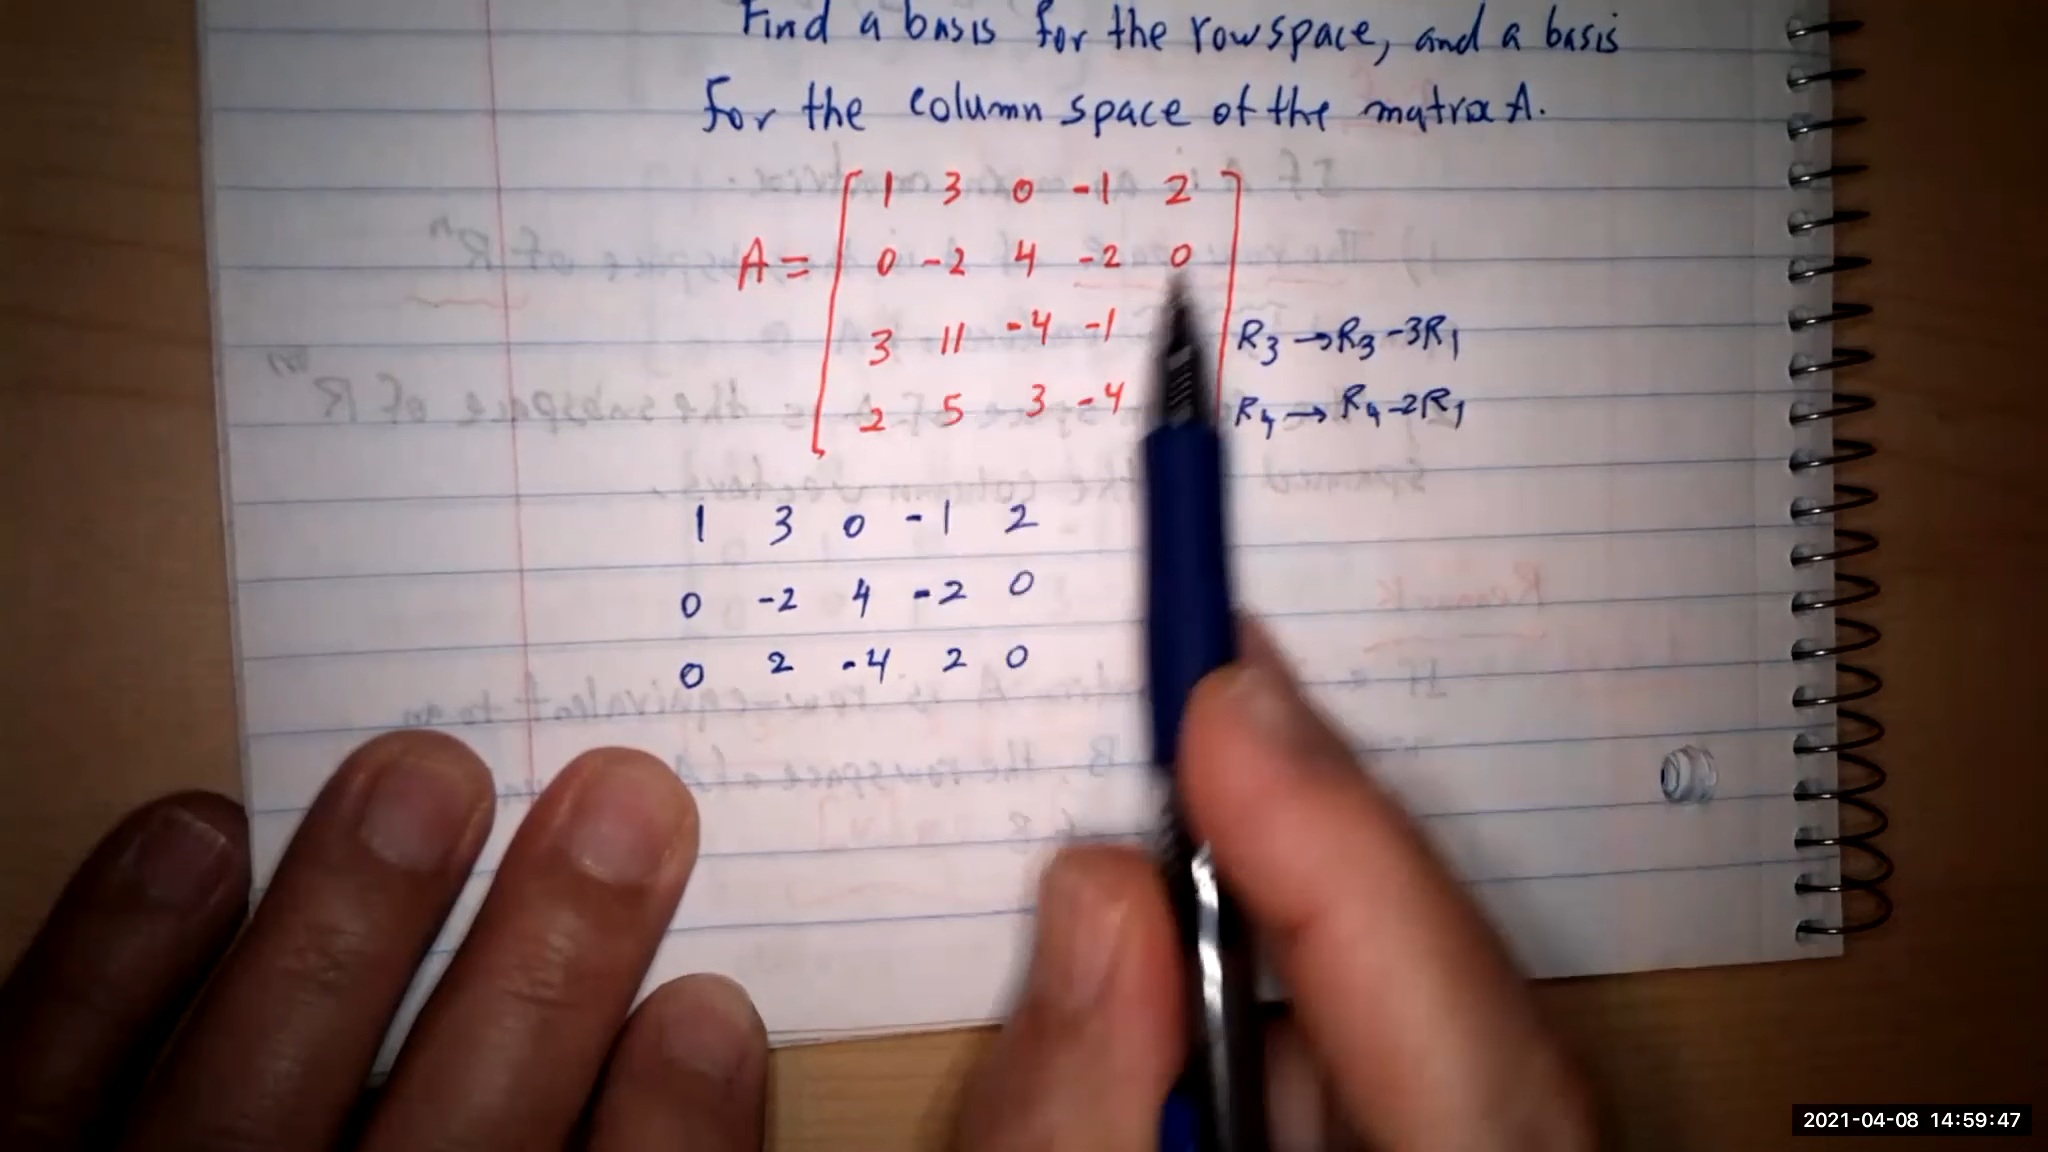 Find a basis for the rowspace, and a basis
for the column space of the matrix A.
1 3 0 -1 2
A = 0 -2 4 -2 0
3 11 -4 -1 R3 → R3 - 3R1
2 5 3 -4 R4 → R4 - 2R1
1 3 0 -1 2
0 -2 4 -2 0
0 2 -4 2 0
2021-04-08 14:59:47